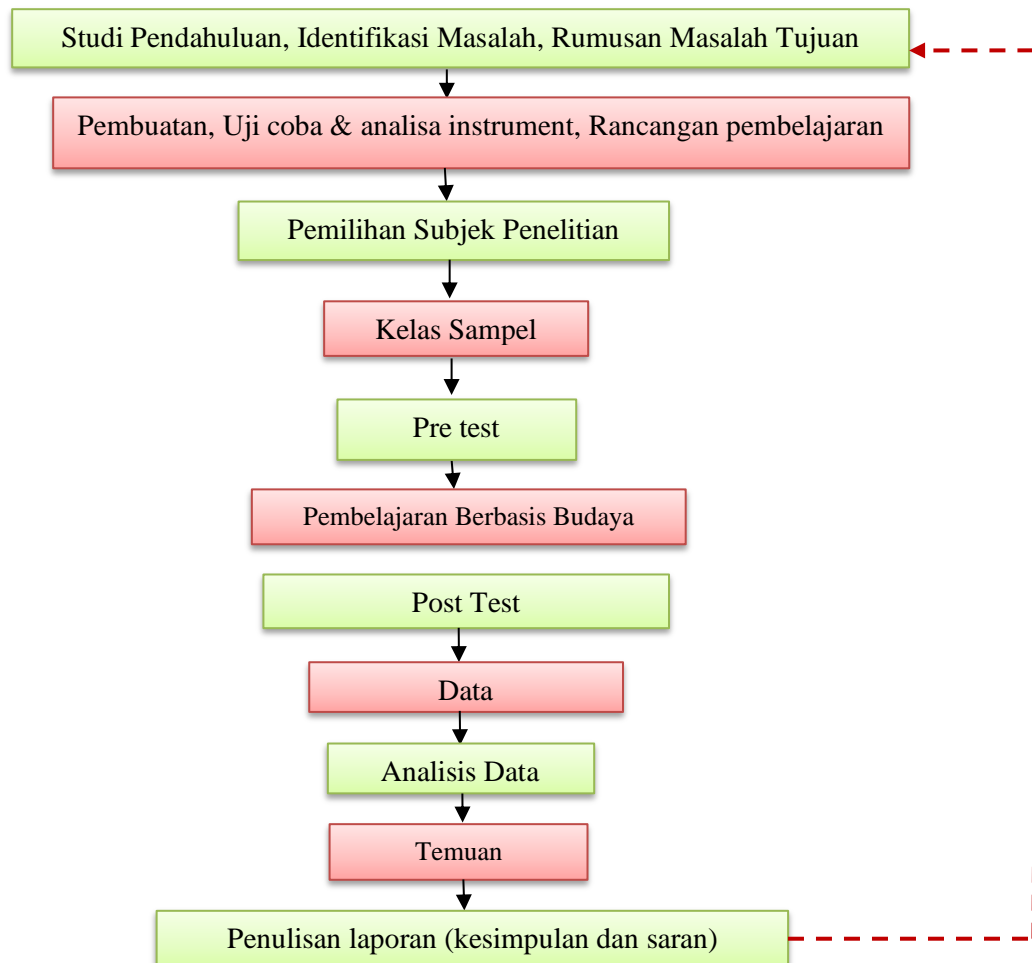 Studi Pendahuluan, Identifikasi Masalah, Rumusan Masalah Tujuan
Pembuatan, Uji coba & analisa instrument, Rancangan pembelajaran
Pemilihan Subjek Penelitian
Kelas Sampel
Pre test
Pembelajaran Berbasis Budaya
Post Test
Data
Analisis Data
Temuan
Penulisan laporan (kesimpulan dan saran)